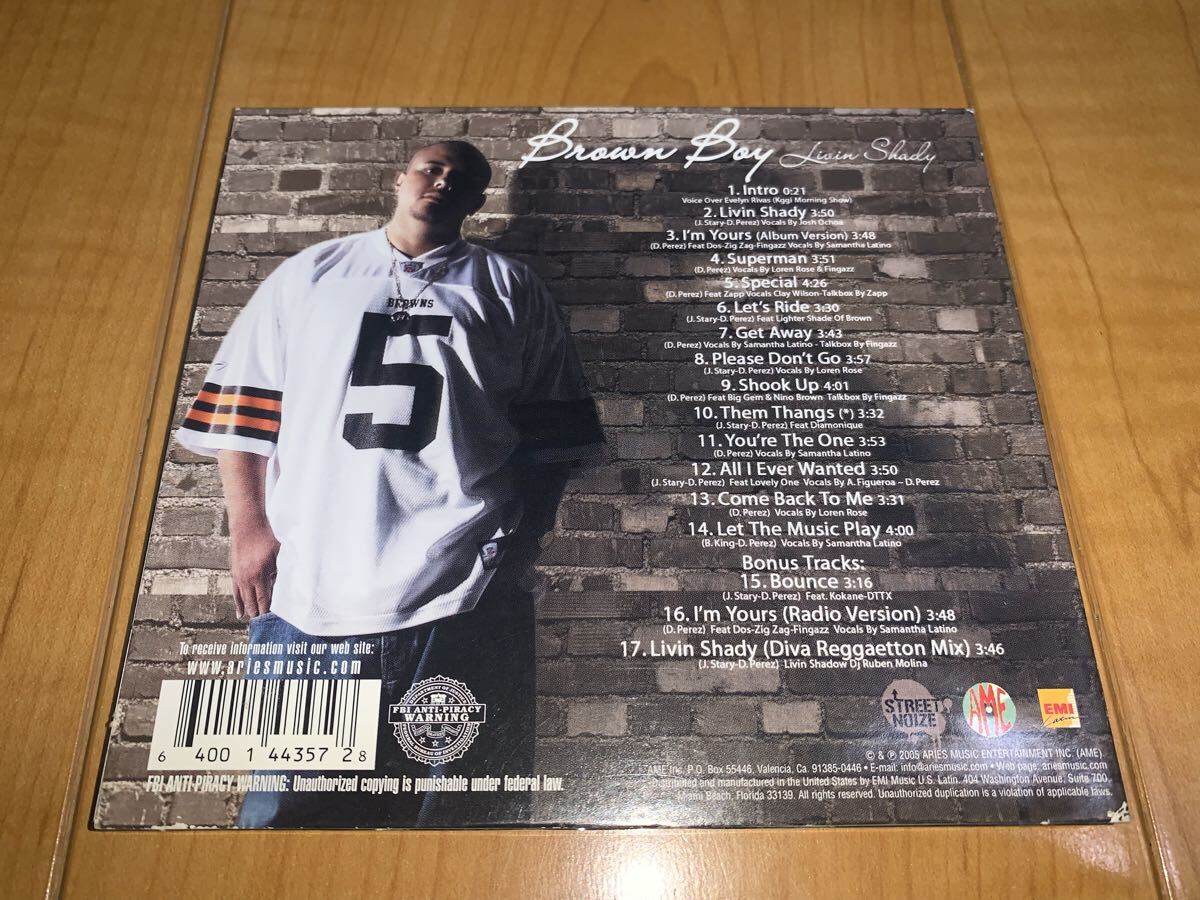 Brown Boy Livin Shady
1. Intro 0:21
Voice Over Evelyn Rivas (Kggi Morning Show)
2. Livin Shady 3:50
(J. Stary-D. Perez) Vocals By Josh Ochoa
3. I'm Yours (Album Version) 3:48
(D. Perez) Feat Dos-Zig Zag-Fingazz Vocals By Samantha Latino
4. Superman 3:51
(D. Perez) Vocals By Loren Rose & Fingazz
5. Special 4:26
(D. Perez) Feat Zapp Vocals Clay Wilson-Talkbox By Zapp
6. Let's Ride 3:30
(J. Stary-D. Perez) Feat Lighter Shade Of Brown
7. Get Away 3:43
(D. Perez) Vocals By Samantha Latino - Talkbox By Fingazz
8. Please Don't Go 3:57
(J. Stary-D. Perez) Vocals By Loren Rose
9. Shook Up 4:01
(D. Perez) Feat Big Gem & Nino Brown Talkbox By Fingazz
10. Them Thangs (*) 3:32
(J. Stary-D. Perez) Feat Diamonique
11. You're The One 3:53
(D. Perez) Vocals By Samantha Latino
12. All I Ever Wanted 3:50
(J. Stary-D. Perez) Feat Lovely One Vocals By A. Figueroa ~ D. Perez
13. Come Back To Me 3:31
(D. Perez) Vocals By Loren Rose
14. Let The Music Play 4:00
(B. King-D. Perez) Vocals By Samantha Latino
Bonus Tracks:
15. Bounce 3:16
(J. Stary-D. Perez) Feat. Kokane-DTTX
16. I'm Yours (Radio Version) 3:48
(D. Perez) Feat Dos-Zig Zag-Fingazz Vocals By Samantha Latino
17. Livin Shady (Diva Reggaetton Mix) 3:46
(J. Stary-D. Perez) Livin Shadow Dj Ruben Molina
BROWNS
5
To receive information visit our web site:
www.ariesmusic.com
6 40014 43572 8
DEPARTMENT OF JUSTICE
FBI ANTI-PIRACY
WARNING
FEDERAL BUREAU OF INVESTIGATION
FBI ANTI-PIRACY WARNING: Unauthorized copying is punishable under federal law.
STREET
NOIZE
AME
EMI
Latin
© & ℗ 2005 ARIES MUSIC ENTERTAINMENT INC. (AME).
AME Inc. P.O. Box 55446, Valencia, Ca. 91385-0446 • E-mail: info@ariesmusic.com • Web page: ariesmusic.com
Distributed and manufactured in the United States by EMI Music U.S. Latin. 404 Washington Avenue, Suite 700,
Miami Beach, Florida 33139. All rights reserved. Unauthorized duplication is a violation of applicable laws.